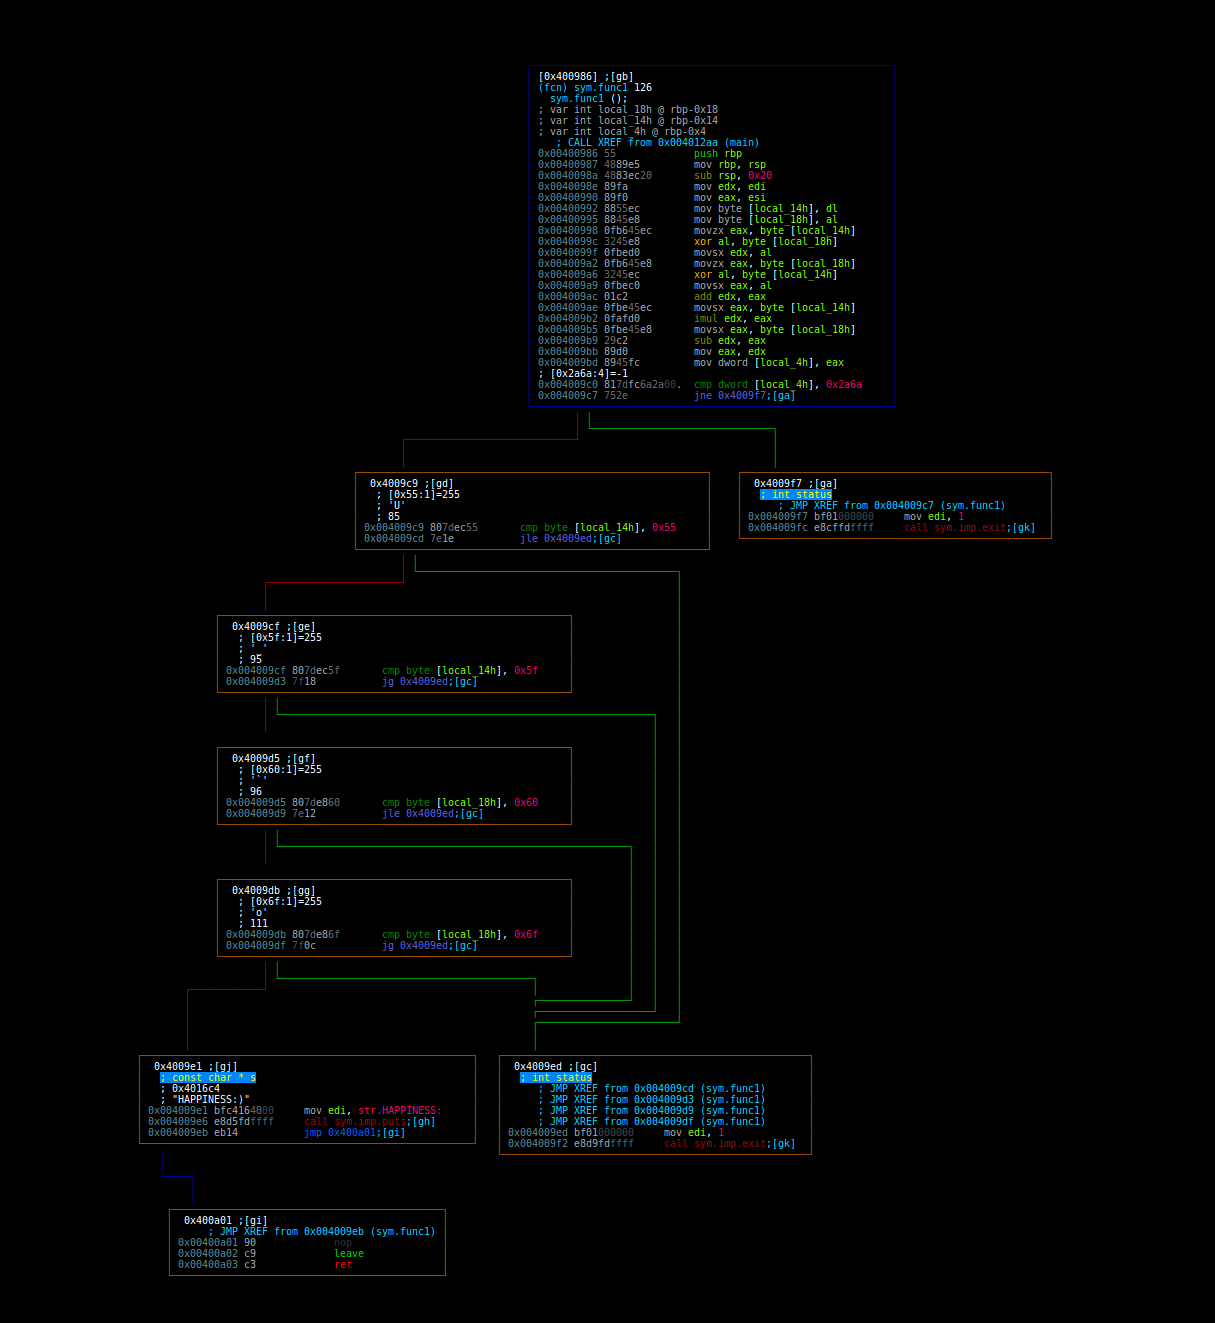 [0x400986] ;[gb]
(fcn) sym.func1 126
sym.func1 ();
; var int local_18h @ rbp-0x18
; var int local_14h @ rbp-0x14
; var int local_4h @ rbp-0x4
; CALL XREF from 0x004012aa (main)
0x00400986 55 push rbp
0x00400987 4889e5 mov rbp, rsp
0x0040098a 4883ec20 sub rsp, 0x20
0x0040098e 89fa mov edx, edi
0x00400990 89f0 mov eax, esi
0x00400992 8855ec mov byte [local_14h], dl
0x00400995 8845e8 mov byte [local_18h], al
0x00400998 0fb645ec movzx eax, byte [local_14h]
0x0040099c 3245e8 xor al, byte [local_18h]
0x0040099f 0fbed0 movsx edx, al
0x004009a2 0fb645e8 movzx eax, byte [local_18h]
0x004009a6 3245ec xor al, byte [local_14h]
0x004009a9 0fbec0 movsx eax, al
0x004009ac 01c2 add edx, eax
0x004009ae 0fbe45ec movsx eax, byte [local_14h]
0x004009b2 0fafd0 imul edx, eax
0x004009b5 0fbe45e8 movsx eax, byte [local_18h]
0x004009b9 29c2 sub edx, eax
0x004009bb 89d0 mov eax, edx
0x004009bd 8945fc mov dword [local_4h], eax
; [0x2a6a:4]=-1
0x004009c0 817dfc6a2a00. cmp dword [local_4h], 0x2a6a
0x004009c7 752e jne 0x4009f7;[ga]
0x4009c9 ;[gd]
; [0x55:1]=255
; 'U'
; 85
0x004009c9 807dec55 cmp byte [local_14h], 0x55
0x004009cd 7e1e jle 0x4009ed;[gc]
0x4009f7 ;[ga]
; int status
; JMP XREF from 0x004009c7 (sym.func1)
0x004009f7 bf01000000 mov edi, 1
0x004009fc e8cffdffff call sym.imp.exit;[gk]
0x4009cf ;[ge]
; [0x5f:1]=255
; '_'
; 95
0x004009cf 807dec5f cmp byte [local_14h], 0x5f
0x004009d3 7f18 jg 0x4009ed;[gc]
0x4009d5 ;[gf]
; [0x60:1]=255
; '`'
; 96
0x004009d5 807de860 cmp byte [local_18h], 0x60
0x004009d9 7e12 jle 0x4009ed;[gc]
0x4009db ;[gg]
; [0x6f:1]=255
; 'o'
; 111
0x004009db 807de86f cmp byte [local_18h], 0x6f
0x004009df 7f0c jg 0x4009ed;[gc]
0x4009e1 ;[gj]
; const char * s
; 0x4016c4
; "HAPPINESS:)"
0x004009e1 bfc4164000 mov edi, str.HAPPINESS:
0x004009e6 e8d5fdffff call sym.imp.puts;[gh]
0x004009eb eb14 jmp 0x400a01;[gi]
0x4009ed ;[gc]
; int status
; JMP XREF from 0x004009cd (sym.func1)
; JMP XREF from 0x004009d3 (sym.func1)
; JMP XREF from 0x004009d9 (sym.func1)
; JMP XREF from 0x004009df (sym.func1)
0x004009ed bf01000000 mov edi, 1
0x004009f2 e8d9fdffff call sym.imp.exit;[gk]
0x400a01 ;[gi]
; JMP XREF from 0x004009eb (sym.func1)
0x00400a01 90 nop
0x00400a02 c9 leave
0x00400a03 c3 ret